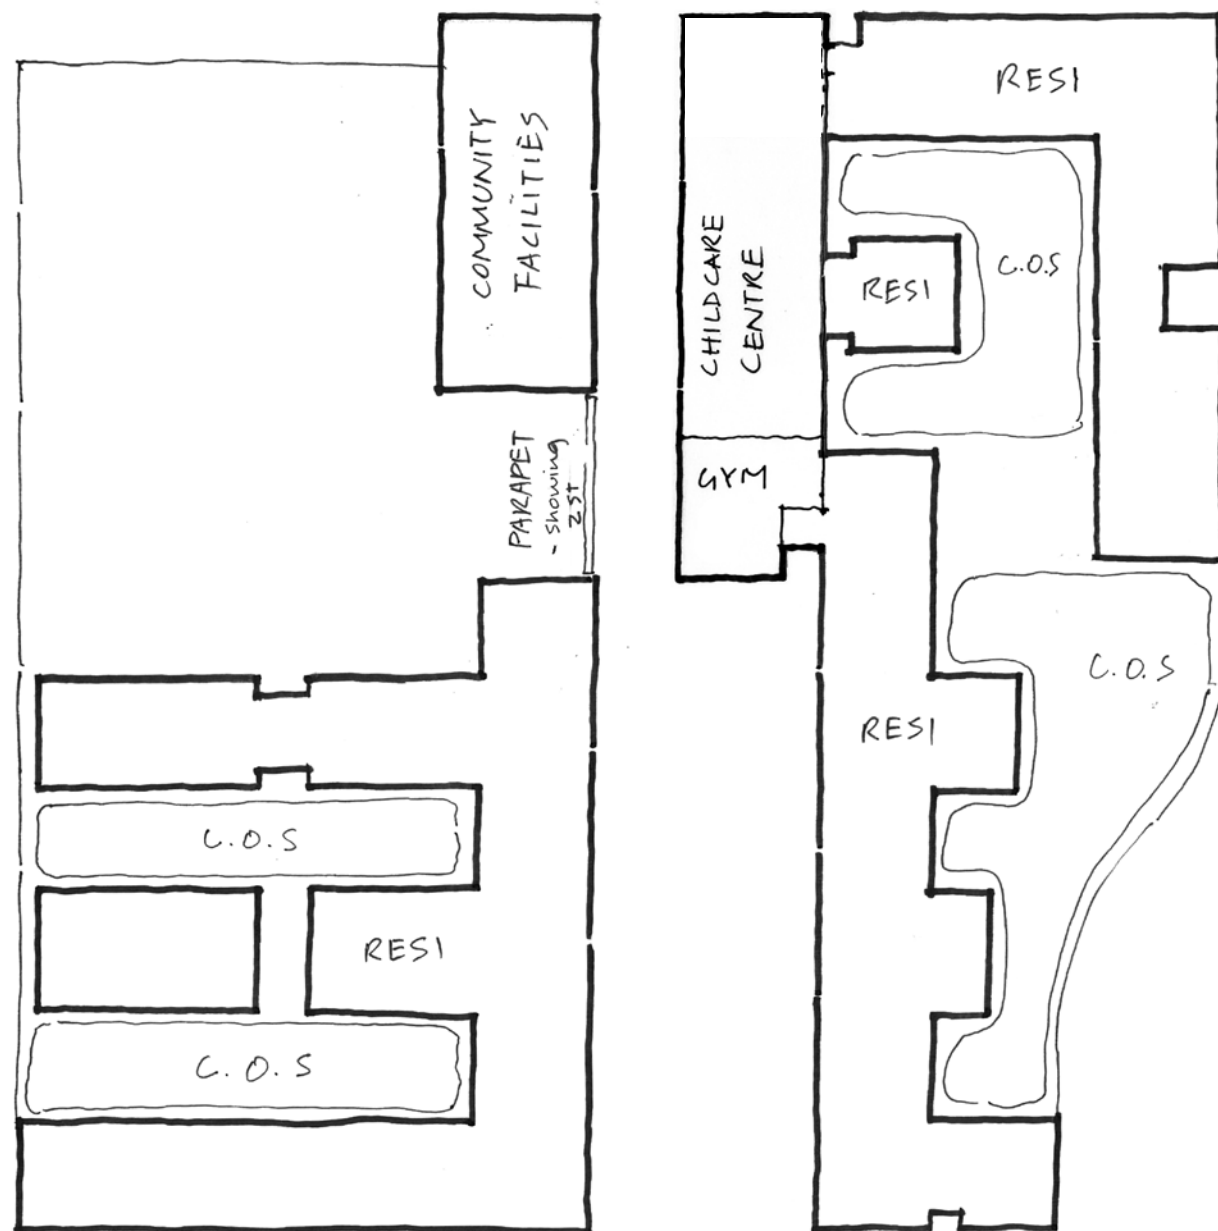 COMMUNITY
FACILITIES
PARAPET
- showing
2ST
C.O.S
RESI
C.O.S
RESI
CHILDCARE
CENTRE
C.O.S
RESI
GYM
C.O.S
RESI